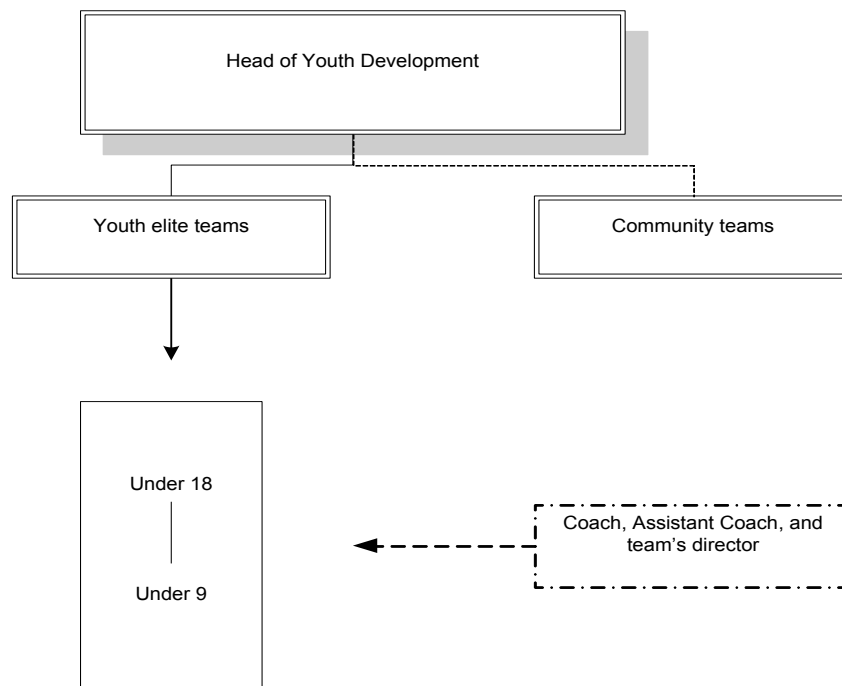 Head of Youth Development
Youth elite teams
Community teams
Under 18
Under 9
Coach, Assistant Coach, and
team’s director